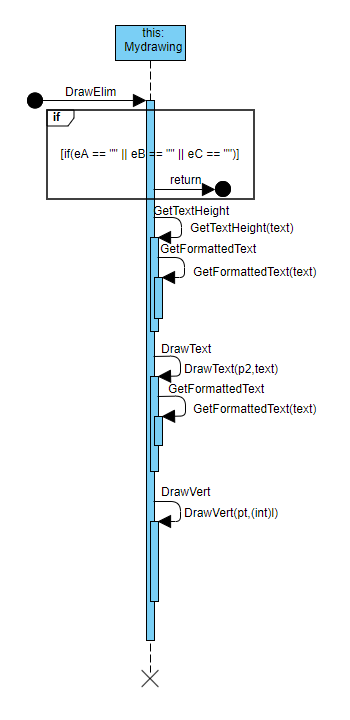 this:
Mydrawing
DrawElim
if
[if(eA == "" || eB == "" || eC == "")]
return
GetTextHeight
GetTextHeight(text)
GetFormattedText
GetFormattedText(text)
DrawText
DrawText(p2,text)
GetFormattedText
GetFormattedText(text)
DrawVert
DrawVert(pt,(int)l)